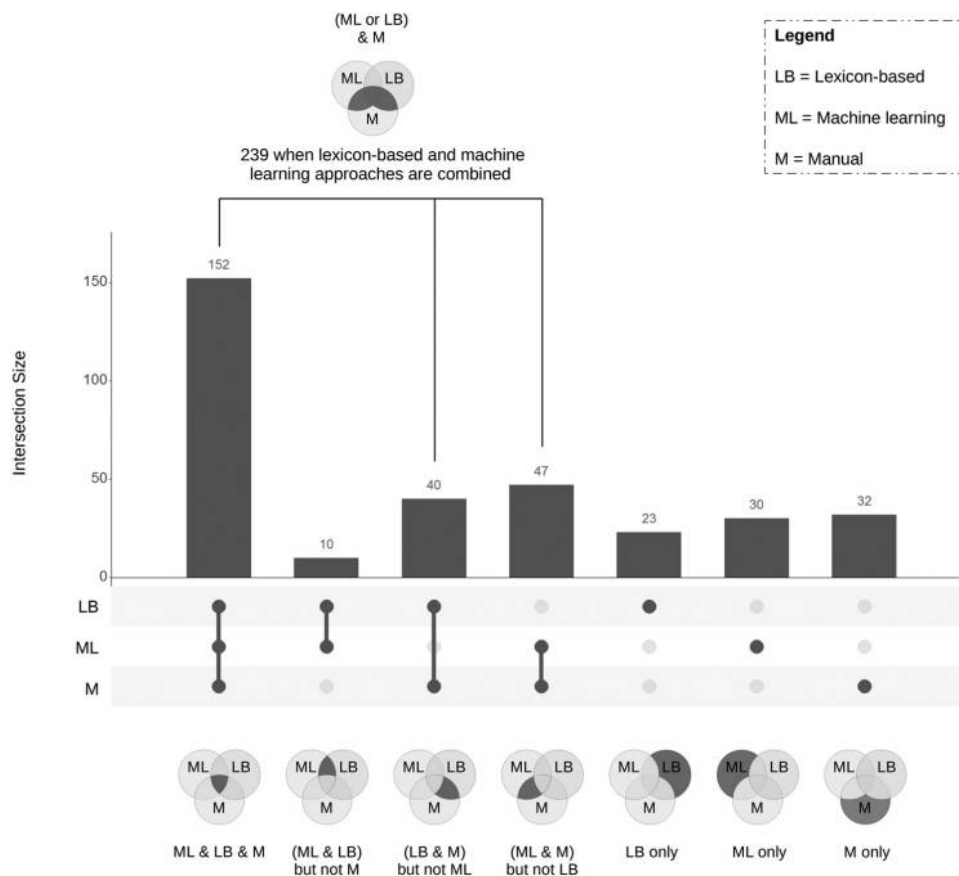 (ML or LB)
& M
ML LB
M
239 when lexicon-based and machine
learning approaches are combined
Legend
LB = Lexicon-based
ML = Machine learning
M = Manual
Intersection Size
150
100
50
0
152
10
40
47
23
30
32
LB
ML
M
ML LB
M
ML LB
M
ML LB
M
ML LB
M
ML LB
M
ML LB
M
ML LB
M
ML & LB & M
(ML & LB)
but not M
(LB & M)
but not ML
(ML & M)
but not LB
LB only
ML only
M only